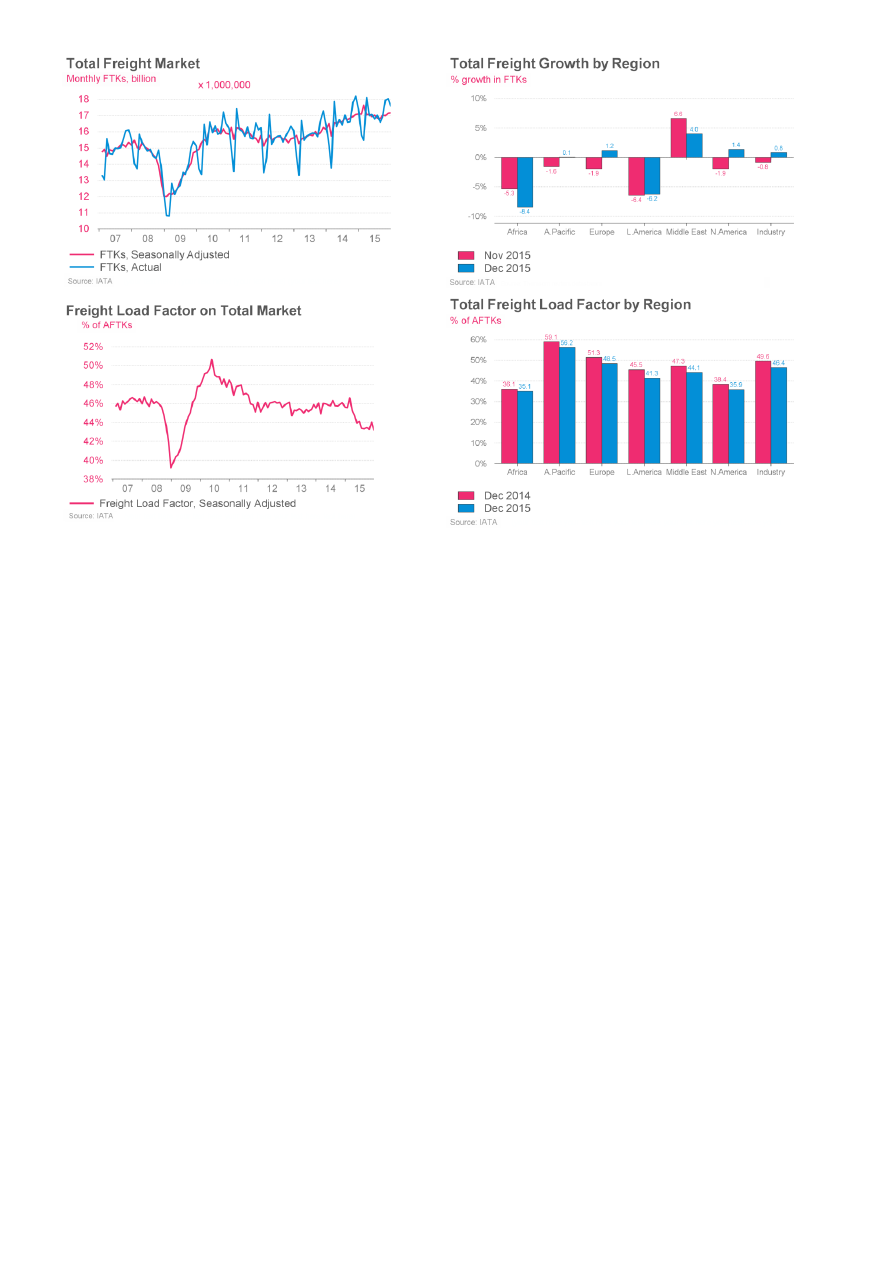 Total Freight Market
Monthly FTKs, billion
x 1,000,000
18
17
16
15
14
13
12
11
10
07 08 09 10 11 12 13 14 15
FTKs, Seasonally Adjusted
FTKs, Actual
Source: IATA
Total Freight Growth by Region
% growth in FTKs
10%
5%
0%
-5%
-10%
-5.3 -8.4 -1.6 0.1 -1.9 1.2 -6.4 -6.2 6.6 4.0 -1.9 1.4 0.8
Africa A.Pacific Europe L.America Middle East N.America Industry
Nov 2015
Dec 2015
Source: IATA
Freight Load Factor on Total Market
% of AFTKs
52%
50%
48%
46%
44%
42%
40%
38%
07 08 09 10 11 12 13 14 15
Freight Load Factor, Seasonally Adjusted
Source: IATA
Total Freight Load Factor by Region
% of AFTKs
60%
50%
40%
30%
20%
10%
0%
36.1 35.1 59.1 56.2 51.3 48.5 45.5 41.3 47.3 44.1 38.4 49.6 46.4
Africa A.Pacific Europe L.America Middle East N.America Industry
Dec 2014
Dec 2015
Source: IATA